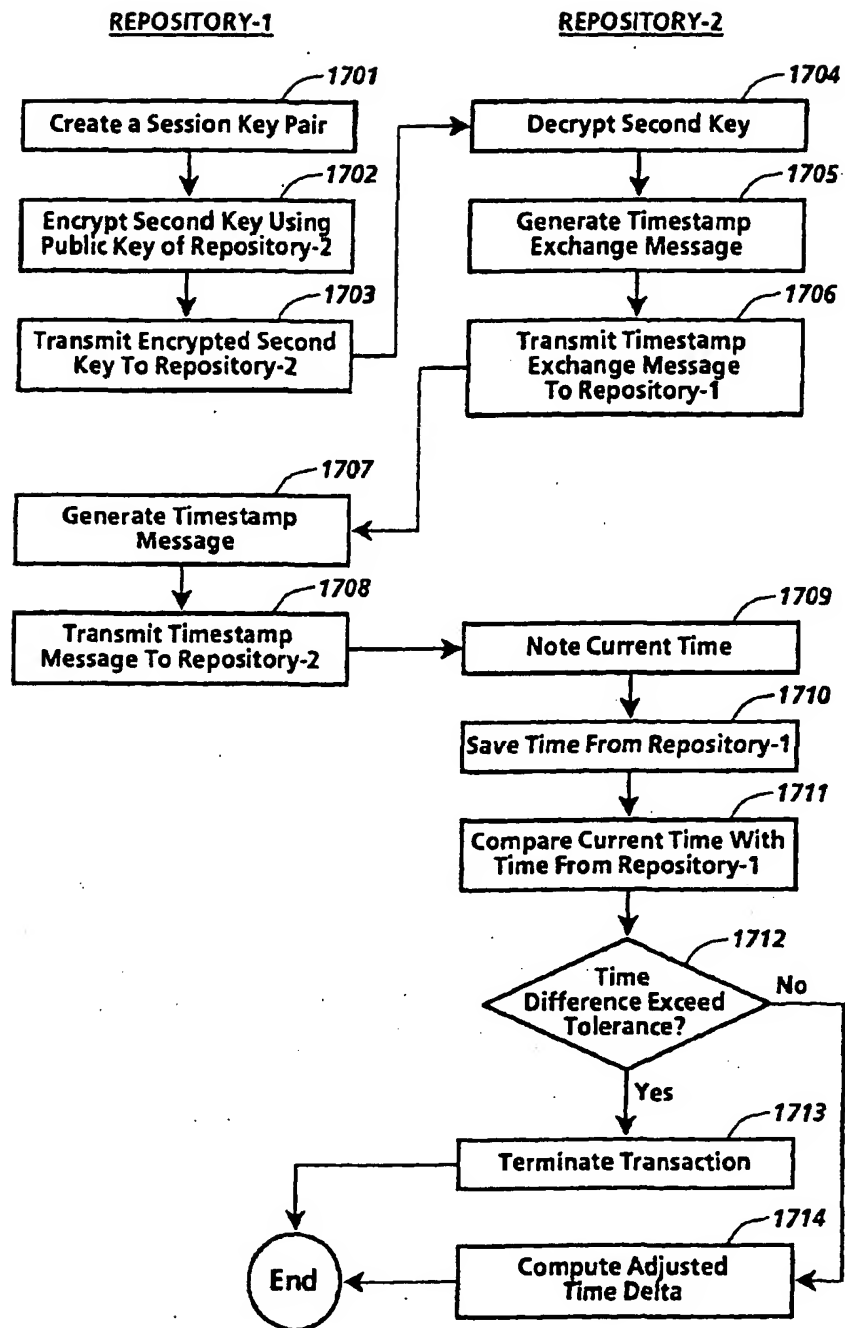 REPOSITORY-1
REPOSITORY-2
1701
Create a Session Key Pair
1702
Encrypt Second Key Using
Public Key of Repository-2
1703
Transmit Encrypted Second
Key To Repository-2
1704
Decrypt Second Key
1705
Generate Timestamp
Exchange Message
1706
Transmit Timestamp
Exchange Message
To Repository-1
1707
Generate Timestamp
Message
1708
Transmit Timestamp
Message To Repository-2
1709
Note Current Time
1710
Save Time From Repository-1
1711
Compare Current Time With
Time From Repository-1
1712
Time
Difference Exceed
Tolerance?
No
Yes
1713
Terminate Transaction
1714
Compute Adjusted
Time Delta
End